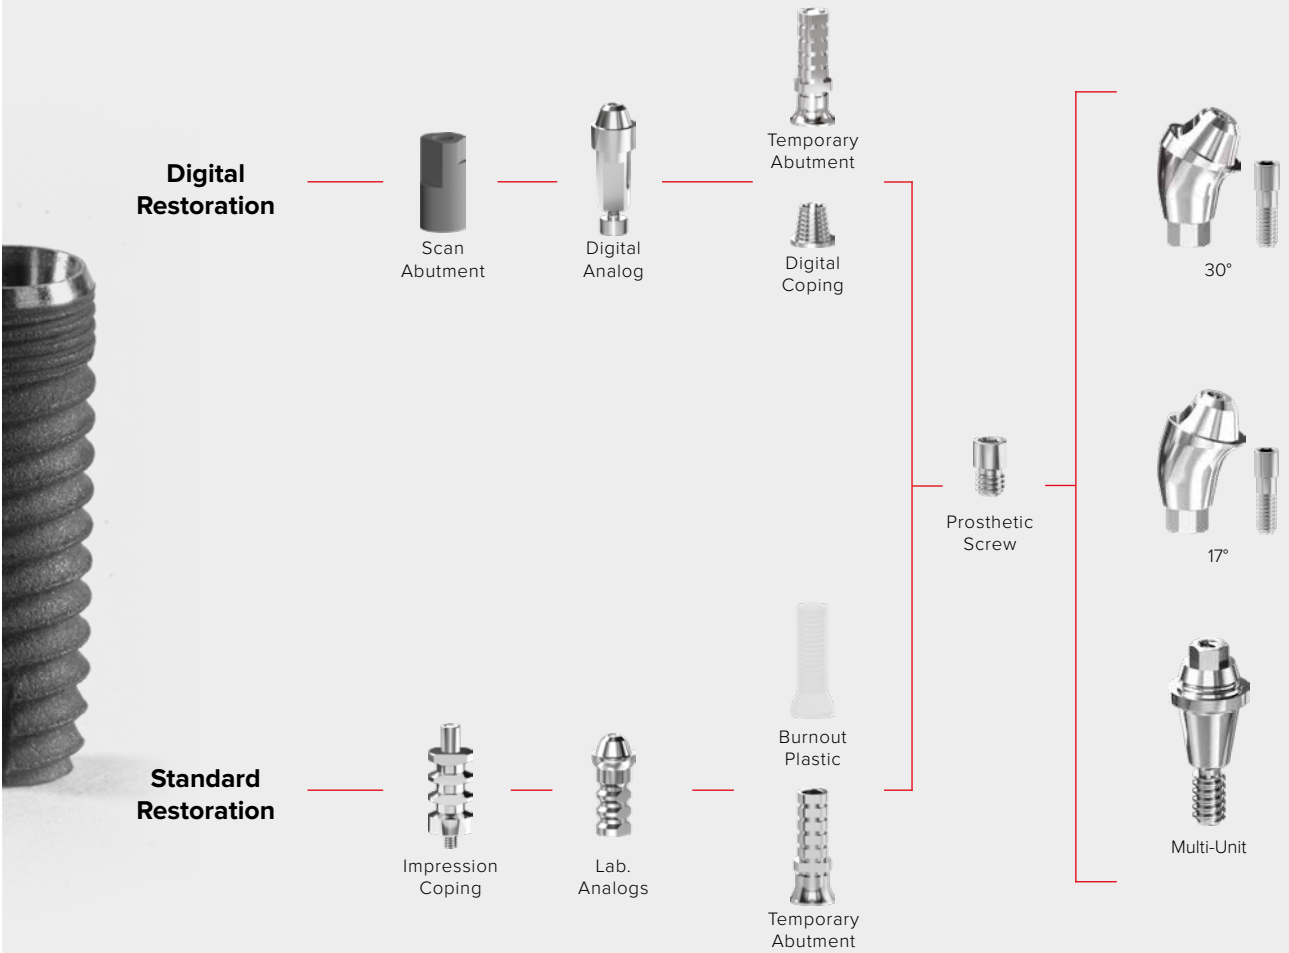 Digital
Restoration
Scan
Abutment
Digital
Analog
Temporary
Abutment
Digital
Coping
Standard
Restoration
Impression
Coping
Lab.
Analogs
Burnout
Plastic
Temporary
Abutment
Prosthetic
Screw
30°
17°
Multi-Unit